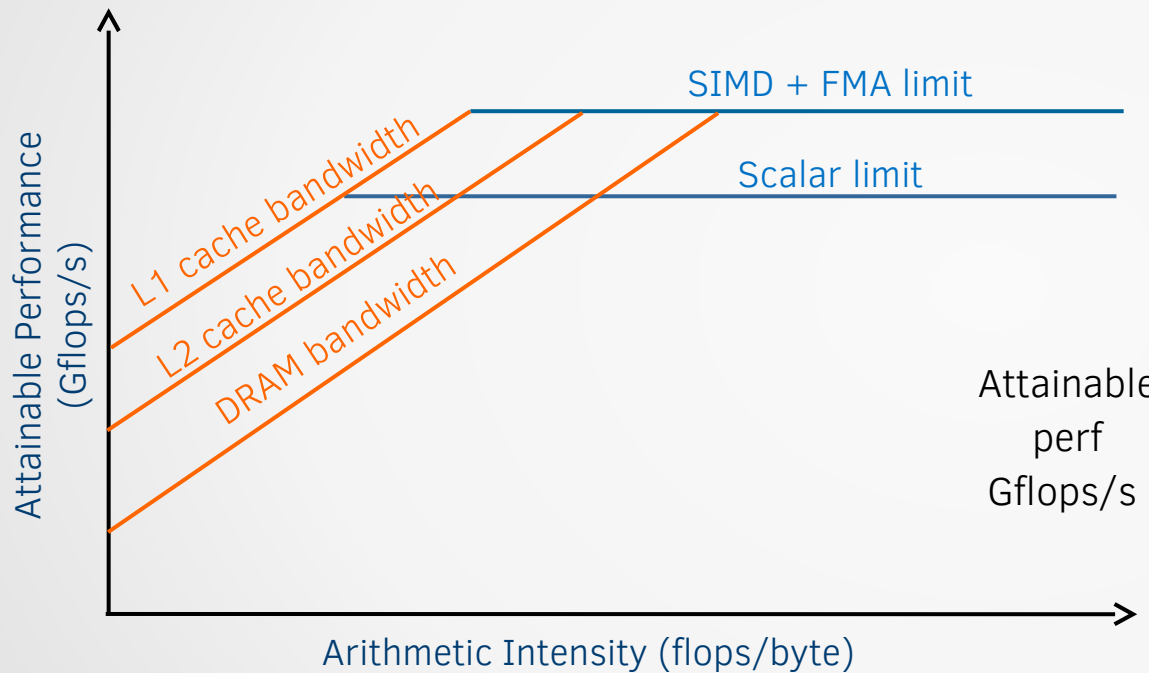 SIMD + FMA limit
Scalar limit
L1 cache bandwidth
L2 cache bandwidth
DRAM bandwidth
Attainable Performance
(Gflops/s)
Attainable
perf
Gflops/s
Arithmetic Intensity (flops/byte)